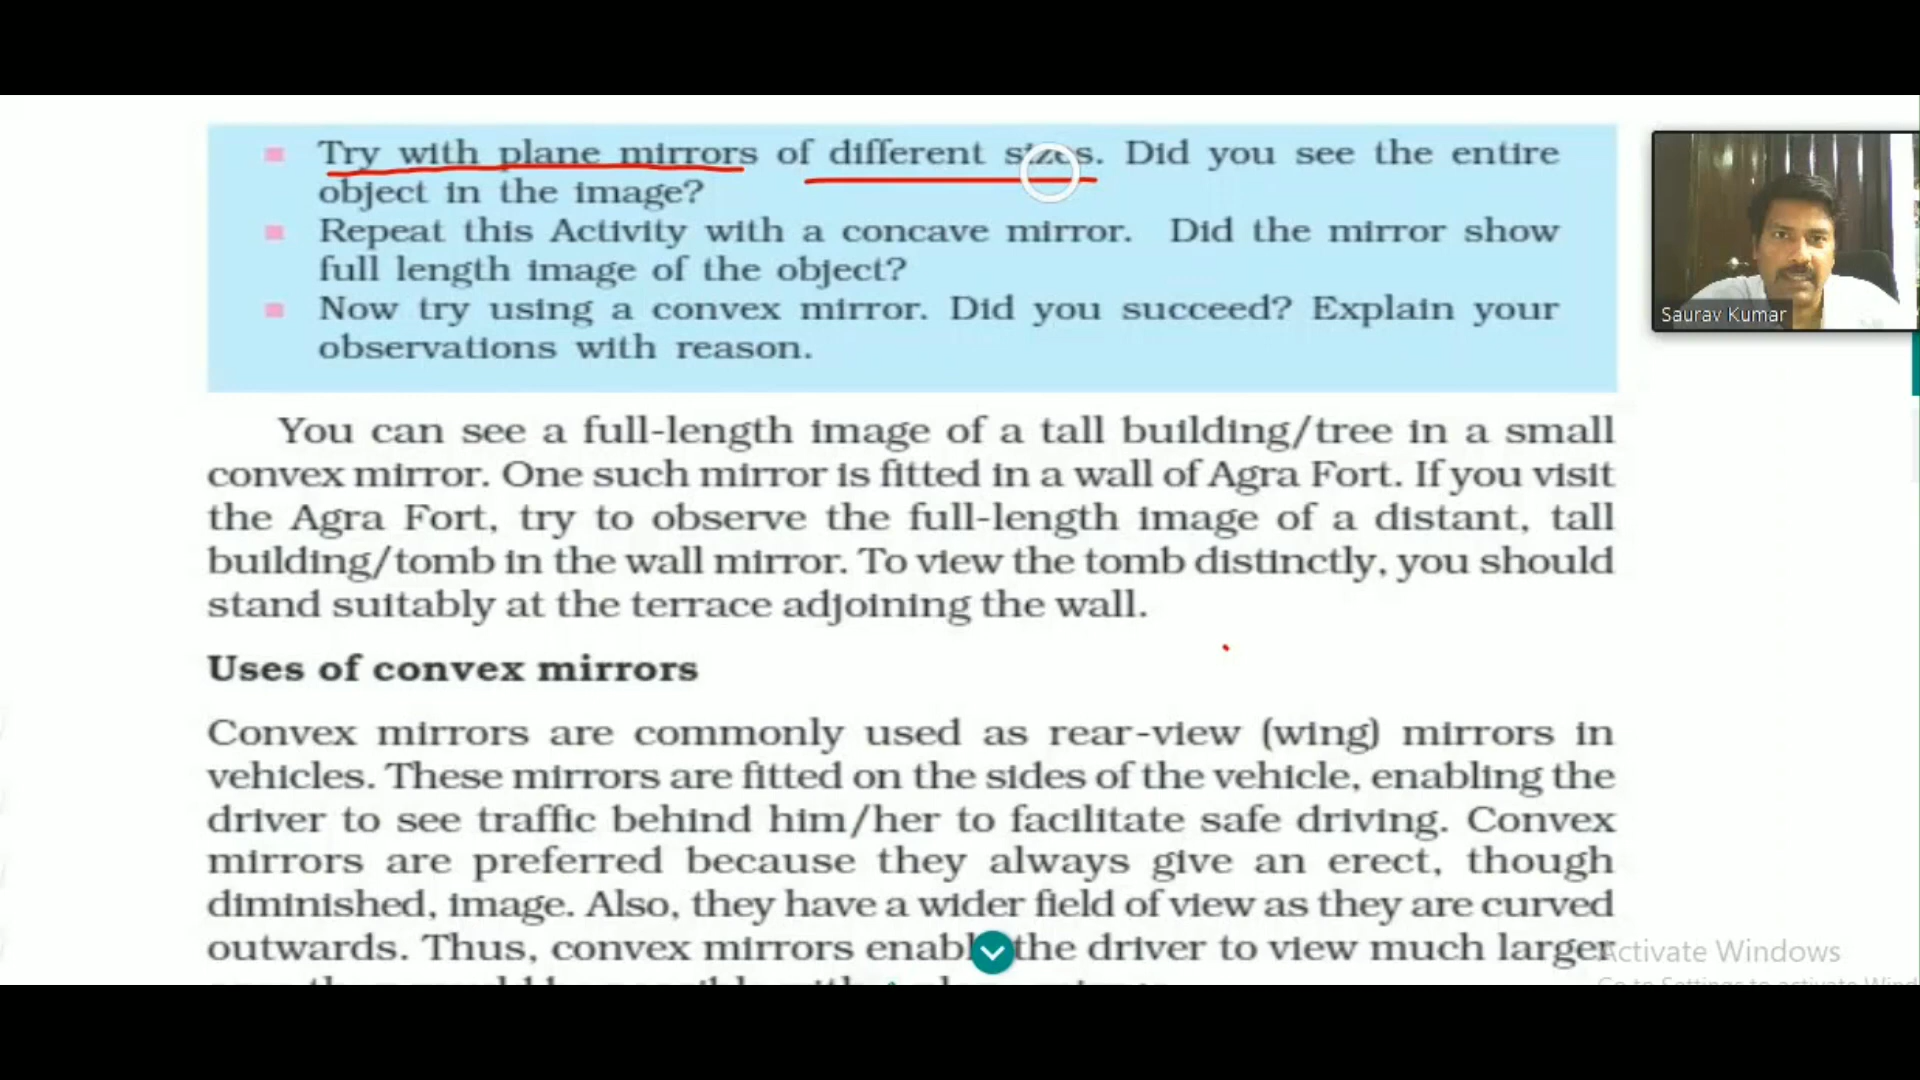 Try with plane mirrors of different sizes. Did you see the entire
object in the image?
Repeat this Activity with a concave mirror. Did the mirror show
full length image of the object?
Now try using a convex mirror. Did you succeed? Explain your
observations with reason.
Saurav Kumar
You can see a full-length image of a tall building/tree in a small
convex mirror. One such mirror is fitted in a wall of Agra Fort. If you visit
the Agra Fort, try to observe the full-length image of a distant, tall
building/tomb in the wall mirror. To view the tomb distinctly, you should
stand suitably at the terrace adjoining the wall.
Uses of convex mirrors
Convex mirrors are commonly used as rear-view (wing) mirrors in
vehicles. These mirrors are fitted on the sides of the vehicle, enabling the
driver to see traffic behind him/her to facilitate safe driving. Convex
mirrors are preferred because they always give an erect, though
diminished, image. Also, they have a wider field of view as they are curved
outwards. Thus, convex mirrors enabl the driver to view much larger
Activate Windows